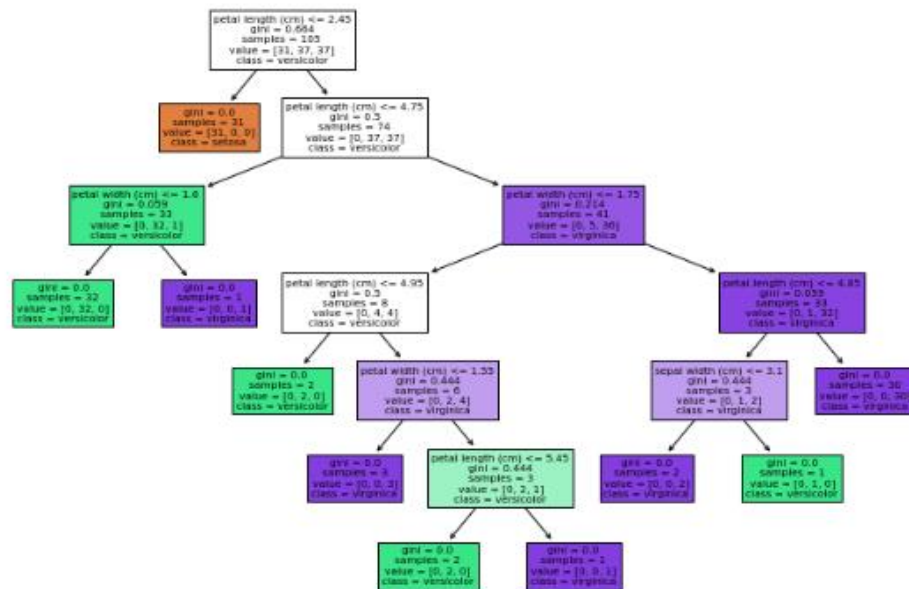 petal length (cm) <= 2.45
gini = 0.664
samples = 105
value = [31, 37, 37]
class = versicolor
gini = 0.0
samples = 31
value = [31, 0, 0]
class = setosa
petal length (cm) <= 4.75
gini = 0.5
samples = 74
value = [0, 37, 37]
class = versicolor
petal width (cm) <= 1.6
gini = 0.059
samples = 33
value = [0, 32, 1]
class = versicolor
petal width (cm) <= 1.75
gini = 0.214
samples = 41
value = [0, 5, 36]
class = virginica
gini = 0.0
samples = 32
value = [0, 32, 0]
class = versicolor
gini = 0.0
samples = 1
value = [0, 0, 1]
class = virginica
petal length (cm) <= 4.95
gini = 0.5
samples = 8
value = [0, 4, 4]
class = versicolor
petal length (cm) <= 4.85
gini = 0.059
samples = 33
value = [0, 1, 32]
class = virginica
gini = 0.0
samples = 2
value = [0, 2, 0]
class = versicolor
petal width (cm) <= 1.55
gini = 0.444
samples = 6
value = [0, 2, 4]
class = virginica
sepal width (cm) <= 3.1
gini = 0.444
samples = 3
value = [0, 1, 2]
class = virginica
gini = 0.0
samples = 30
value = [0, 0, 30]
class = virginica
gini = 0.0
samples = 3
value = [0, 0, 3]
class = virginica
petal length (cm) <= 5.45
gini = 0.444
samples = 3
value = [0, 2, 1]
class = versicolor
gini = 0.0
samples = 2
value = [0, 0, 2]
class = virginica
gini = 0.0
samples = 1
value = [0, 1, 0]
class = versicolor
gini = 0.0
samples = 2
value = [0, 2, 0]
class = versicolor
gini = 0.0
samples = 1
value = [0, 0, 1]
class = virginica